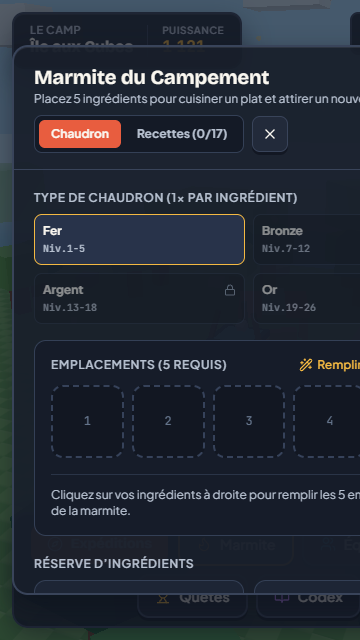 LE CAMP
PUISSANCE
Marmite du Campement
Placez 5 ingrédients pour cuisiner un plat et attirer un nouv
Chaudron
Recettes (0/17)
TYPE DE CHAUDRON (1× PAR INGRÉDIENT)
Fer
Niv.1-5
Bronze
Niv.7-12
Argent
Niv.13-18
Or
Niv.19-26
EMPLACEMENTS (5 REQUIS)
Remplir
1
2
3
4
Cliquez sur vos ingrédients à droite pour remplir les 5 em
de la marmite.
Marmite
RÉSERVE D'INGRÉDIENTS
Quêtes
Codex